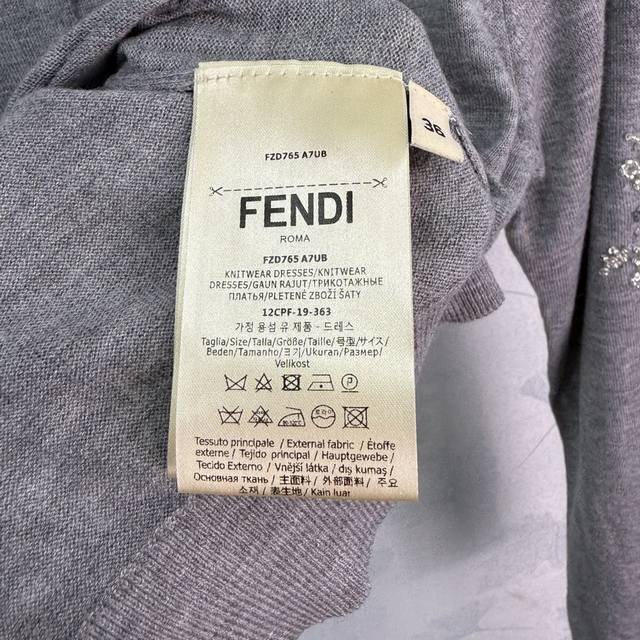 FZD765 A7UB
36
FENDI
ROMA
FZD765 A7UB
KNITWEAR DRESSES/KNITWEAR
DRESSES/GAUN RAJUT/ТРИКОТАЖНЫЕ
ПЛАТЬЯ/PLETENÉ ZBOŽÍ ŠATY
12CPF-19-363
가정 용섬 유 제품 - 드레스
Taglia/Size/Talla/Größe/Taille/号型/サイズ/
Beden/Tamanho/크기/Ukuran/Размер/
Velikost
드라이
Tessuto principale / External fabric / Étoffe
externe / Tejido principal / Hauptgewebe /
Tecido Externo / Vnější látka / dış kumaş /
Основная ткань / 主面料 / 外部面料 / 주요
소재 / 表生地 / Kain luar